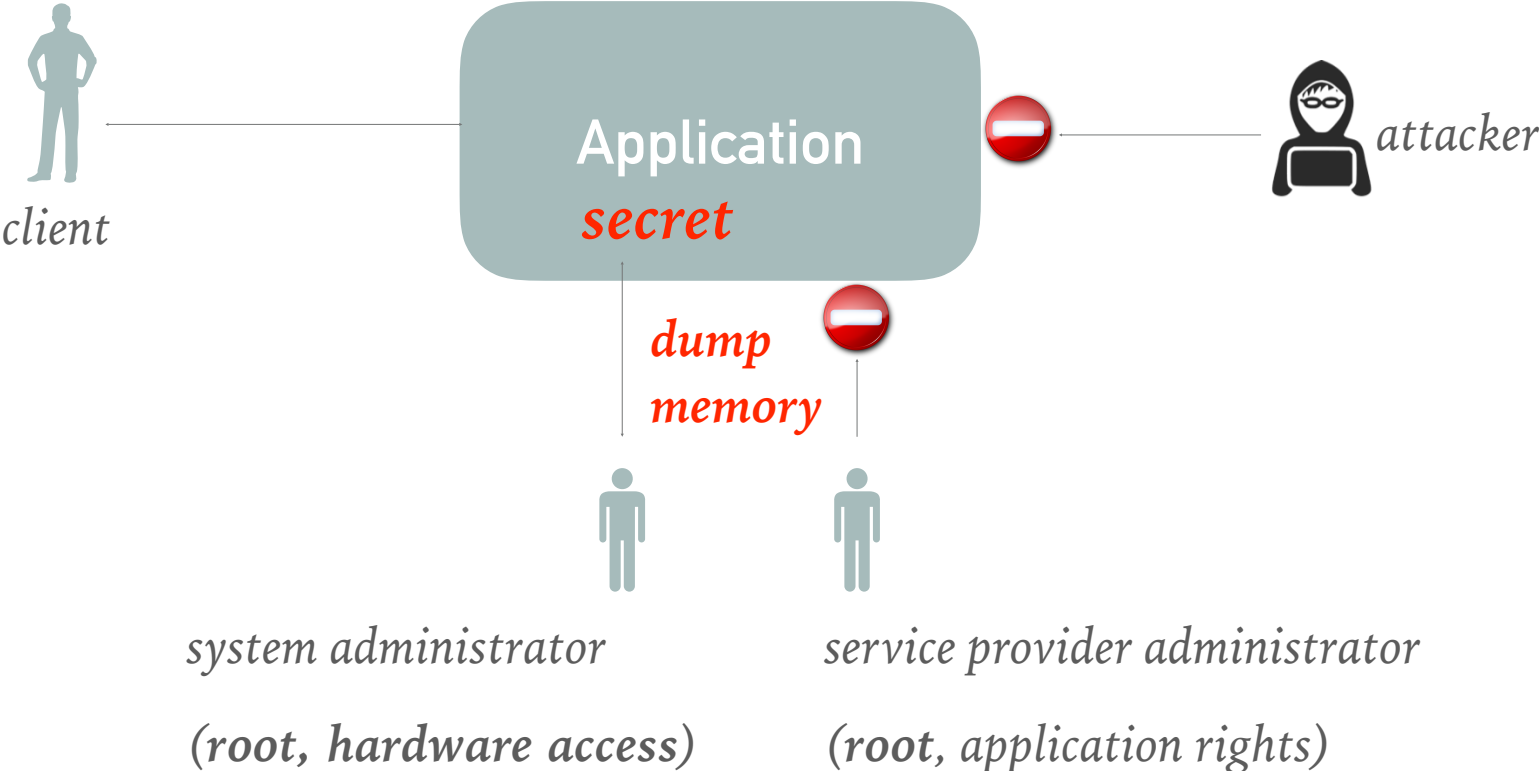 Application
secret
attacker
client
dump
memory
system administrator
(root, hardware access)
service provider administrator
(root, application rights)